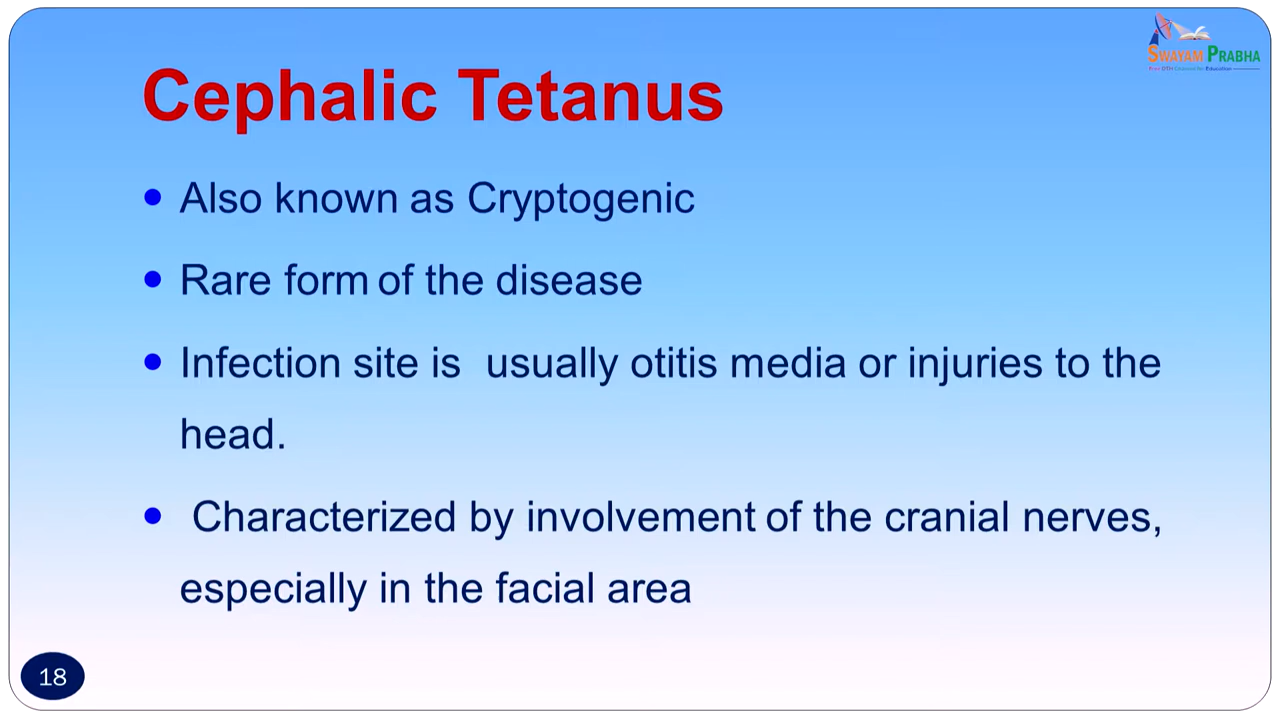 SWAYAM PRABHA
Cephalic Tetanus
Also known as Cryptogenic
Rare form of the disease
Infection site is usually otitis media or injuries to the
head.
Characterized by involvement of the cranial nerves,
especially in the facial area
18